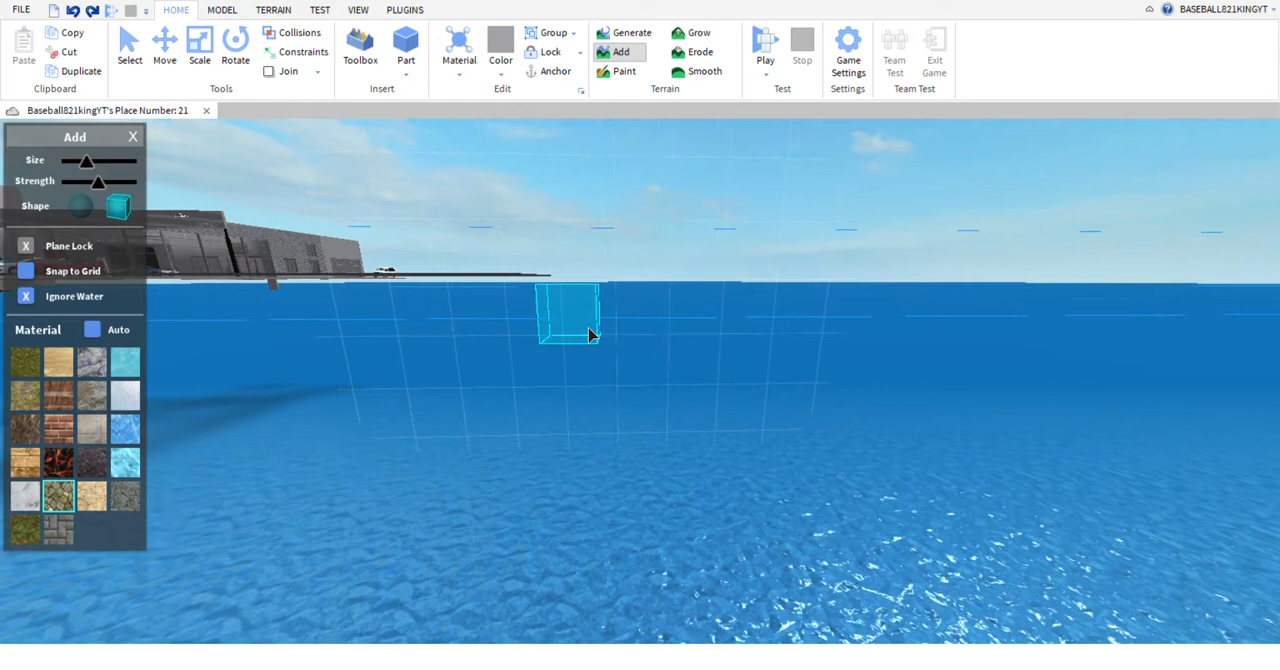 FILE HOME MODEL TERRAIN TEST VIEW PLUGINS BASEBALL821KINGYT
Paste Copy Cut Duplicate
Clipboard
Select Move Scale Rotate Collisions Constraints Join
Tools
Toolbox Part
Insert
Material Color Group Lock Anchor
Edit
Generate Grow
Add Erode
Paint Smooth
Terrain
Play Stop
Test
Game Settings
Settings
Team Test Exit Game
Team Test
Baseball821kingYT's Place Number: 21 X
Add X
Size
Strength
Shape
X Plane Lock
Snap to Grid
X Ignore Water
Material Auto